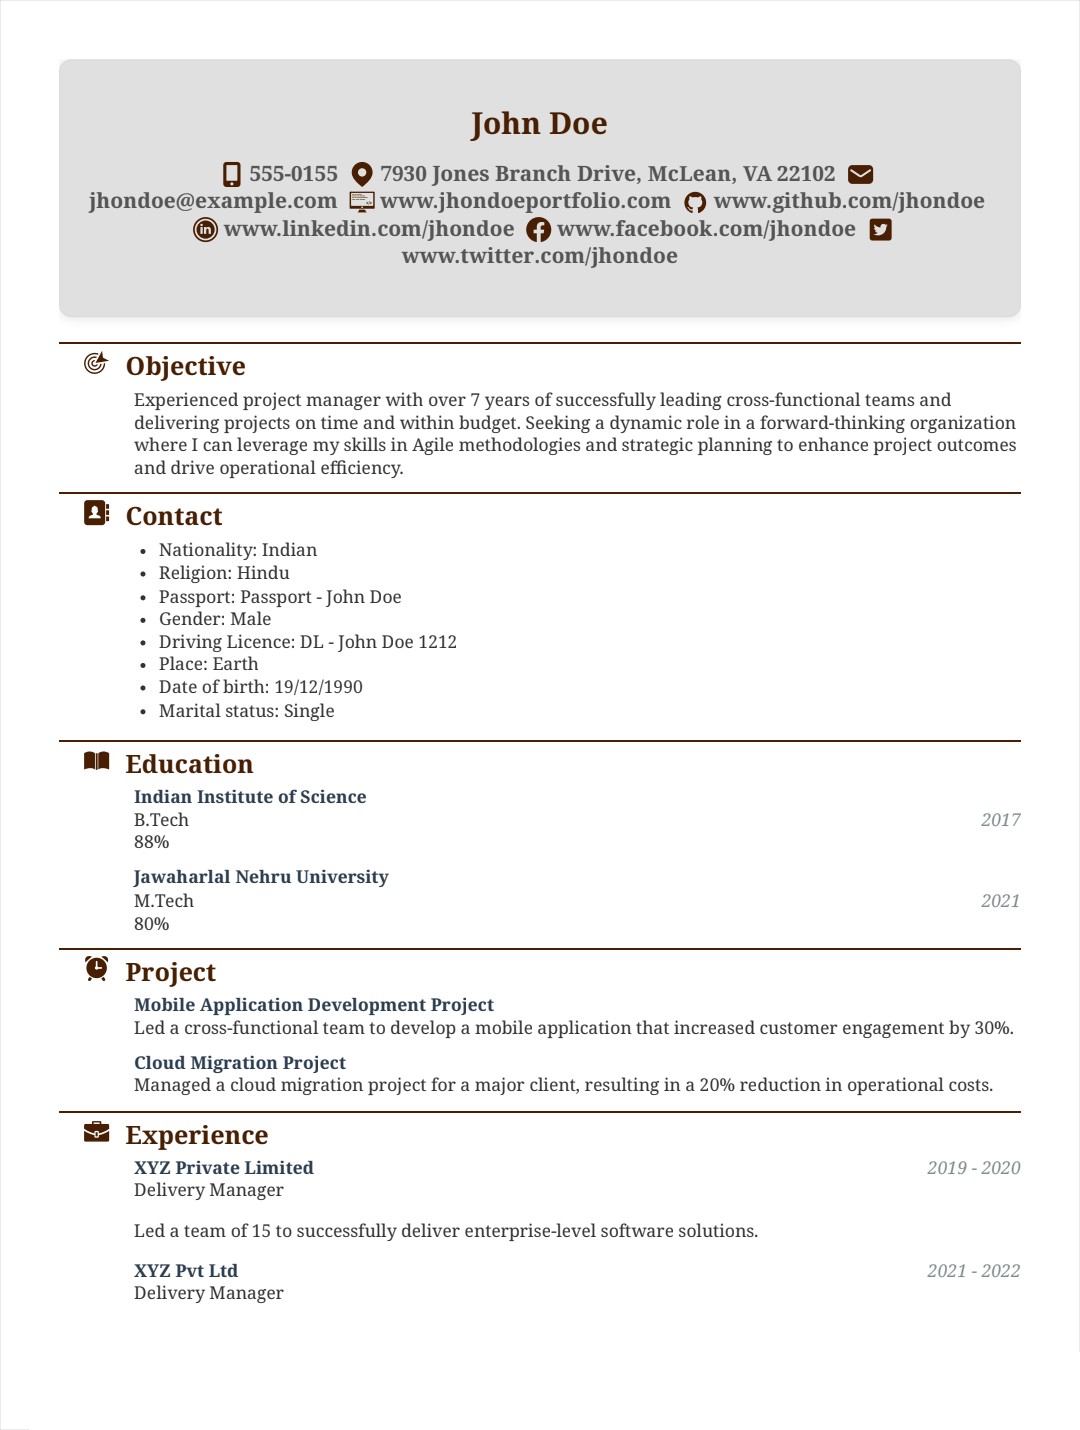 John Doe
555-0155 7930 Jones Branch Drive, McLean, VA 22102
jhondoe@example.com www.jhondoeportfolio.com www.github.com/jhondoe
www.linkedin.com/jhondoe www.facebook.com/jhondoe
www.twitter.com/jhondoe
Objective
Experienced project manager with over 7 years of successfully leading cross-functional teams and
delivering projects on time and within budget. Seeking a dynamic role in a forward-thinking organization
where I can leverage my skills in Agile methodologies and strategic planning to enhance project outcomes
and drive operational efficiency.
Contact
• Nationality: Indian
• Religion: Hindu
• Passport: Passport - John Doe
• Gender: Male
• Driving Licence: DL - John Doe 1212
• Place: Earth
• Date of birth: 19/12/1990
• Marital status: Single
Education
Indian Institute of Science
B.Tech 2017
88%
Jawaharlal Nehru University
M.Tech 2021
80%
Project
Mobile Application Development Project
Led a cross-functional team to develop a mobile application that increased customer engagement by 30%.
Cloud Migration Project
Managed a cloud migration project for a major client, resulting in a 20% reduction in operational costs.
Experience
XYZ Private Limited 2019 - 2020
Delivery Manager
Led a team of 15 to successfully deliver enterprise-level software solutions.
XYZ Pvt Ltd 2021 - 2022
Delivery Manager